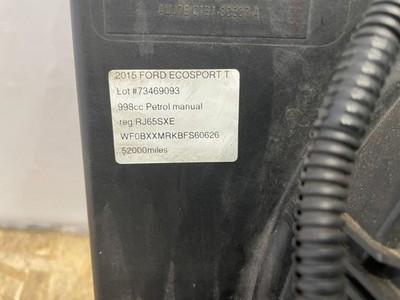 2015 FORD ECOSPORT T
Lot #73469093
998cc Petrol manual
reg RJ65SXE
WF0BXXMRKBFS60626
52000miles